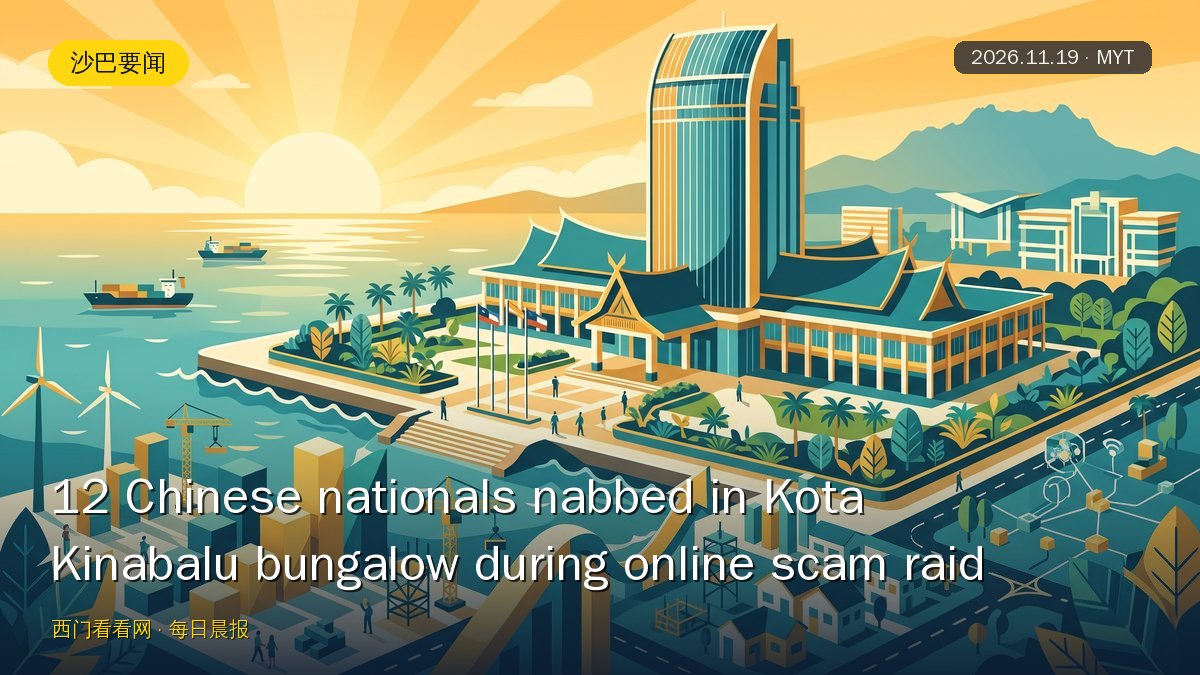 沙巴要闻
2026.11.19 · MYT
12 Chinese nationals nabbed in Kota
Kinabalu bungalow during online scam raid
西门看看网 · 每日晨报